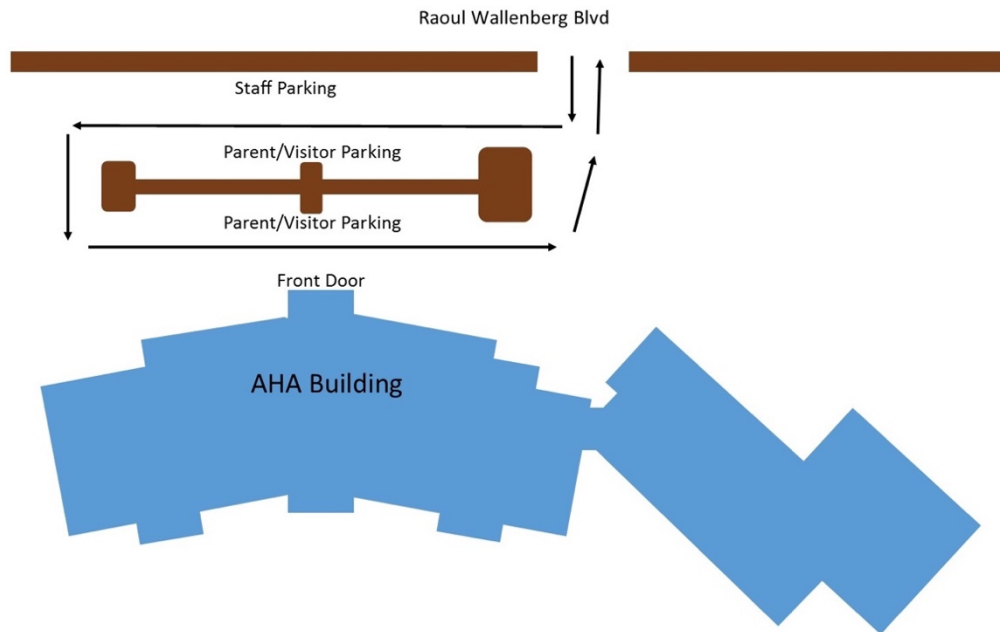 Raoul Wallenberg Blvd
Staff Parking
Parent/Visitor Parking
Parent/Visitor Parking
Front Door
AHA Building